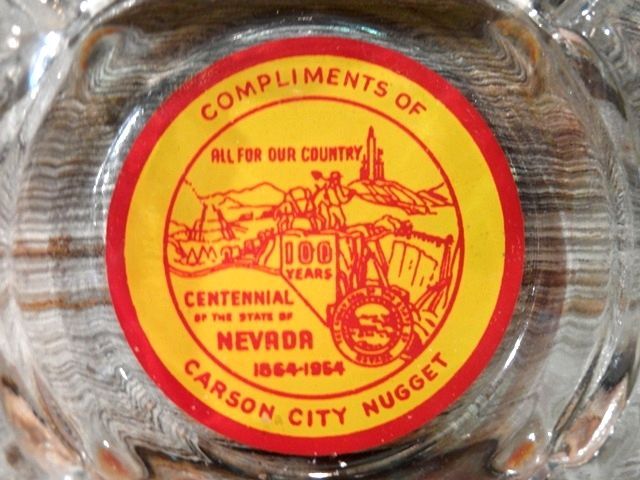 COMPLIMENTS OF
ALL FOR OUR COUNTRY
100
YEARS
CENTENNIAL
OF THE STATE OF
NEVADA
1864-1964
NEVADA
CARSON CITY NUGGET